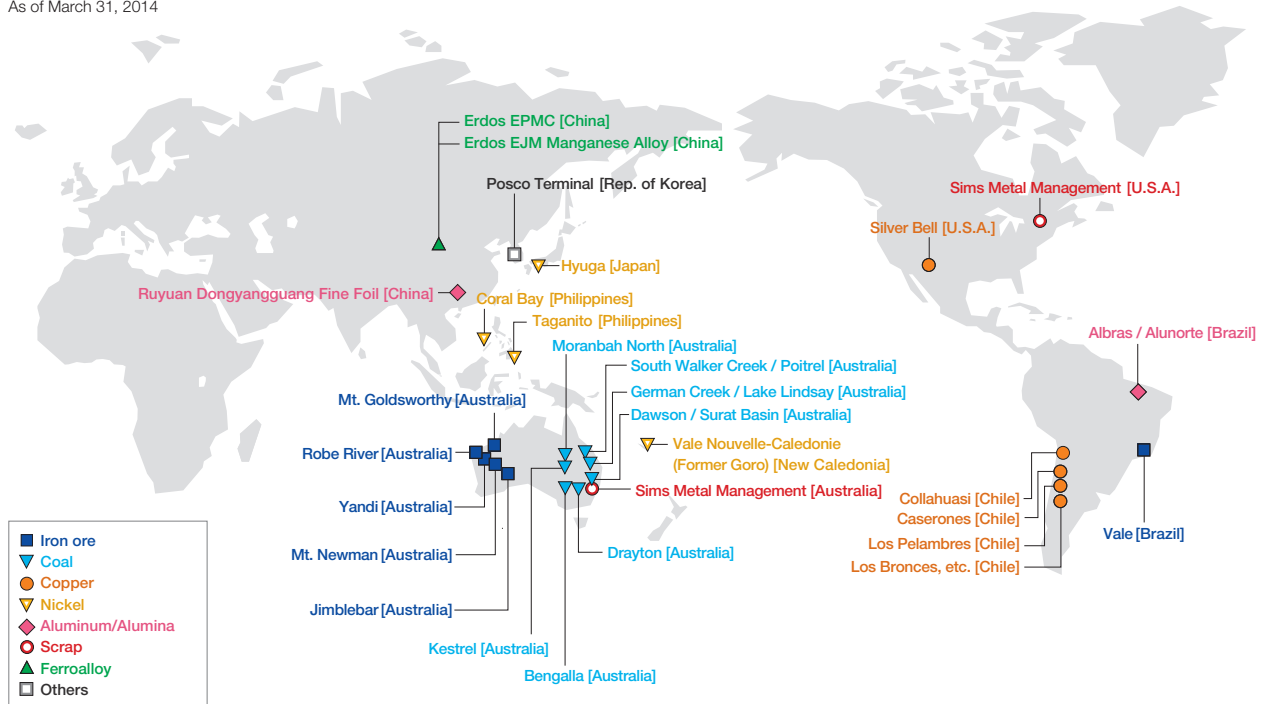 As of March 31, 2014
Erdos EPMC [China]
Erdos EJM Manganese Alloy [China]
Posco Terminal [Rep. of Korea]
Sims Metal Management [U.S.A.]
Silver Bell [U.S.A.]
Hyuga [Japan]
Ruyuan Dongyangguang Fine Foil [China]
Coral Bay [Philippines]
Taganito [Philippines]
Albras / Alunorte [Brazil]
Moranbah North [Australia]
South Walker Creek / Poitrel [Australia]
German Creek / Lake Lindsay [Australia]
Mt. Goldsworthy [Australia]
Dawson / Surat Basin [Australia]
Robe River [Australia]
Vale Nouvelle-Caledonie
(Former Goro) [New Caledonia]
Sims Metal Management [Australia]
Collahuasi [Chile]
Yandi [Australia]
Caserones [Chile]
Vale [Brazil]
Los Pelambres [Chile]
Mt. Newman [Australia]
Drayton [Australia]
Los Bronces, etc. [Chile]
Jimblebar [Australia]
Kestrel [Australia]
Bengalla [Australia]
Iron ore
Coal
Copper
Nickel
Aluminum/Alumina
Scrap
Ferroalloy
Others